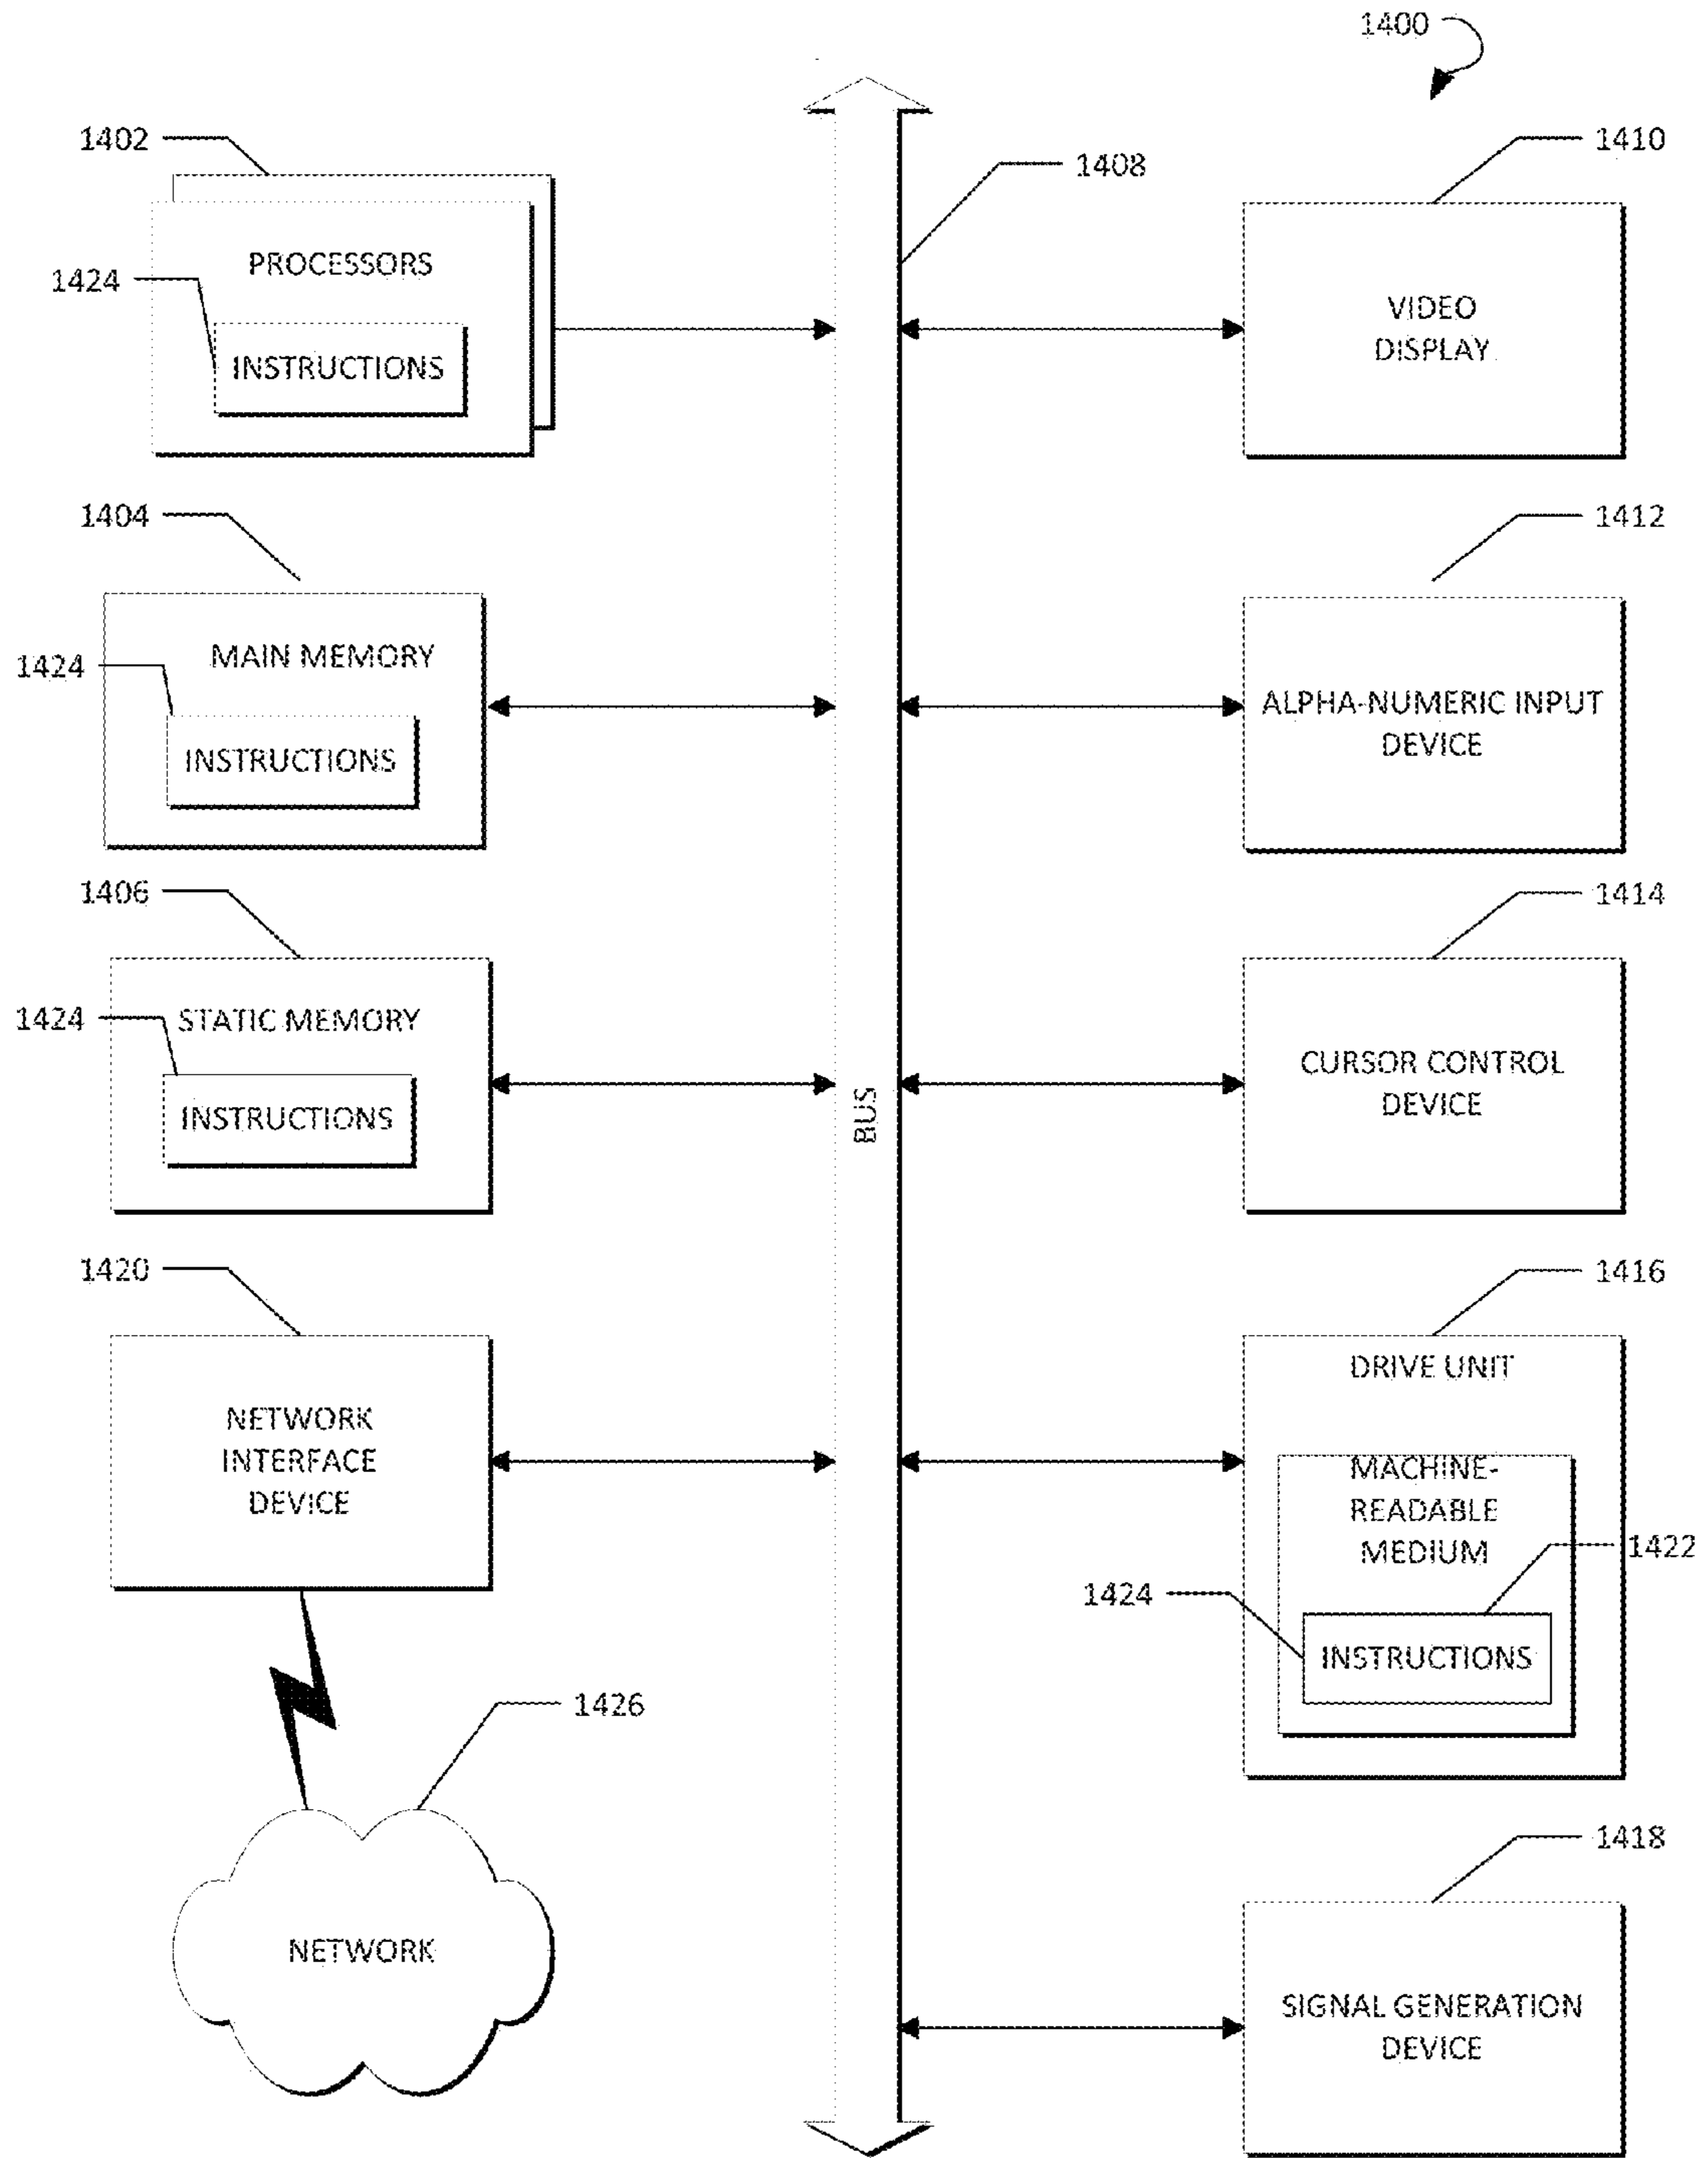 1400
1402
1408
1410
PROCESSORS
1424
INSTRUCTIONS
VIDEO
DISPLAY
1404
1412
MAIN MEMORY
1424
INSTRUCTIONS
ALPHA-NUMERIC INPUT
DEVICE
1406
1414
STATIC MEMORY
1424
INSTRUCTIONS
CURSOR CONTROL
DEVICE
BUS
1420
1416
NETWORK
INTERFACE
DEVICE
DRIVE UNIT
MACHINE-
READABLE
MEDIUM
1422
1424
INSTRUCTIONS
1426
1418
NETWORK
SIGNAL GENERATION
DEVICE